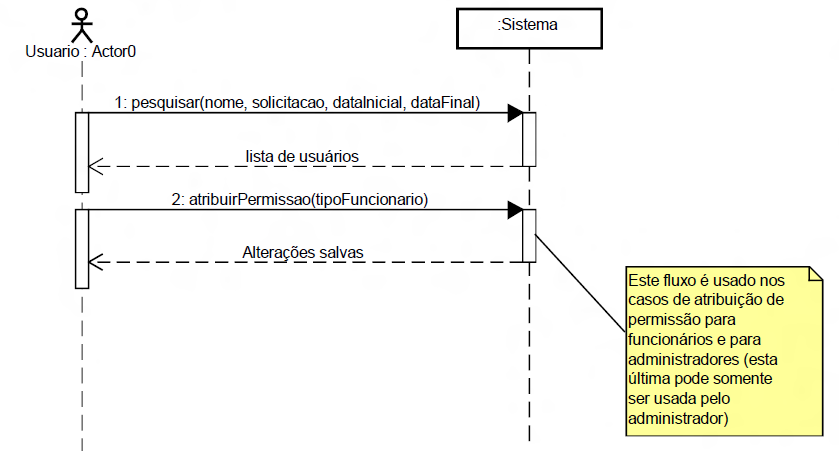 :Sistema
Usuario : Actor0
1: pesquisar(nome, solicitacao, dataInicial, dataFinal)
lista de usuários
2: atribuirPermissao(tipoFuncionario)
Alterações salvas
Este fluxo é usado nos
casos de atribuição de
permissão para
funcionários e para
administradores (esta
última pode somente
ser usada pelo
administrador)